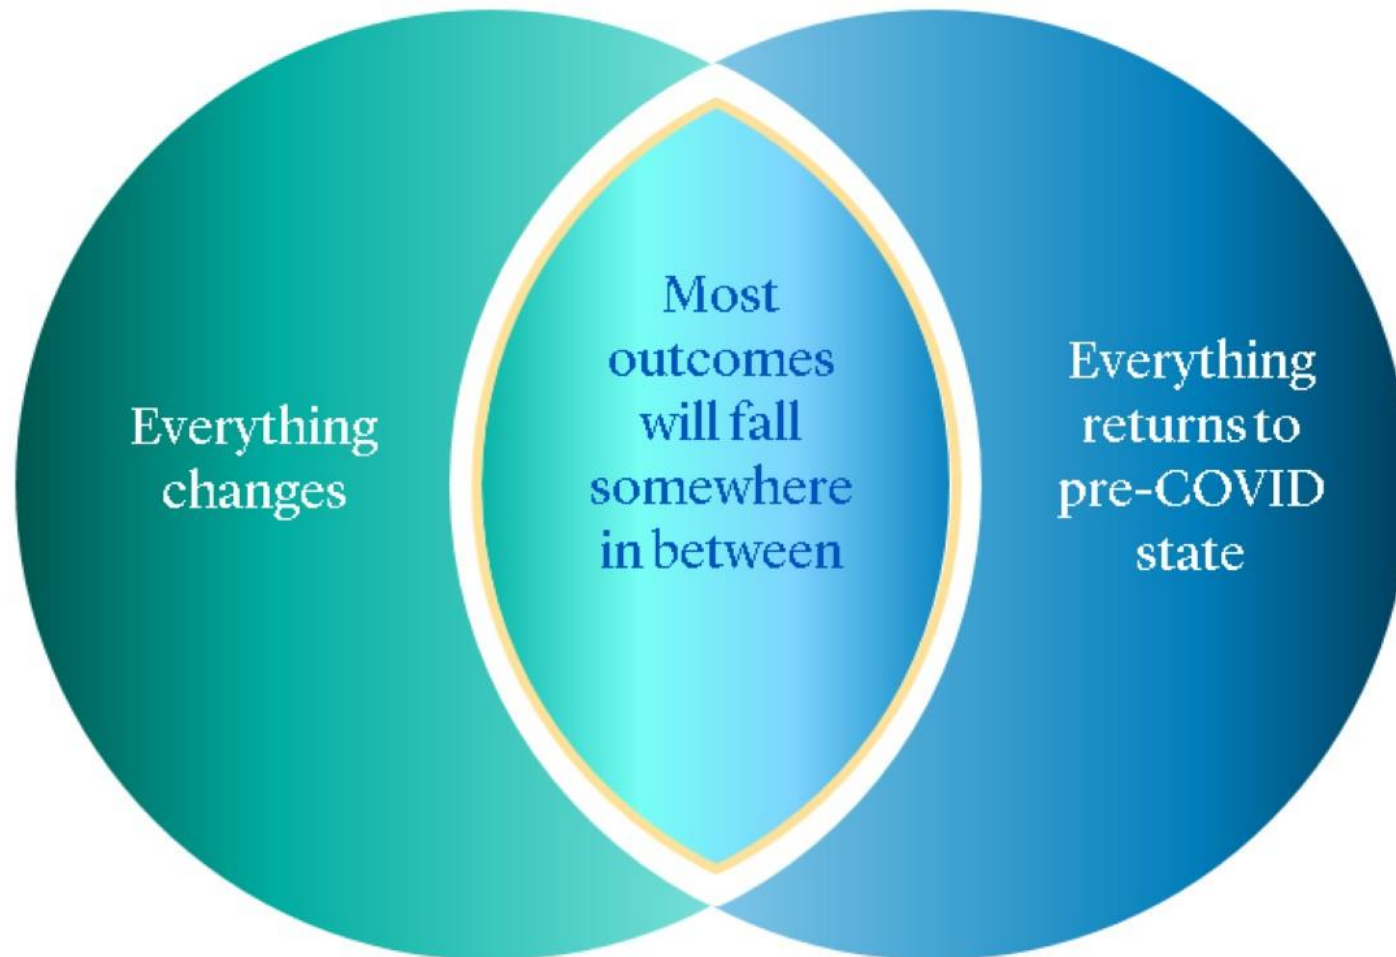 Everything
changes
Most
outcomes
will fall
somewhere
in between
Everything
returns to
pre-COVID
state